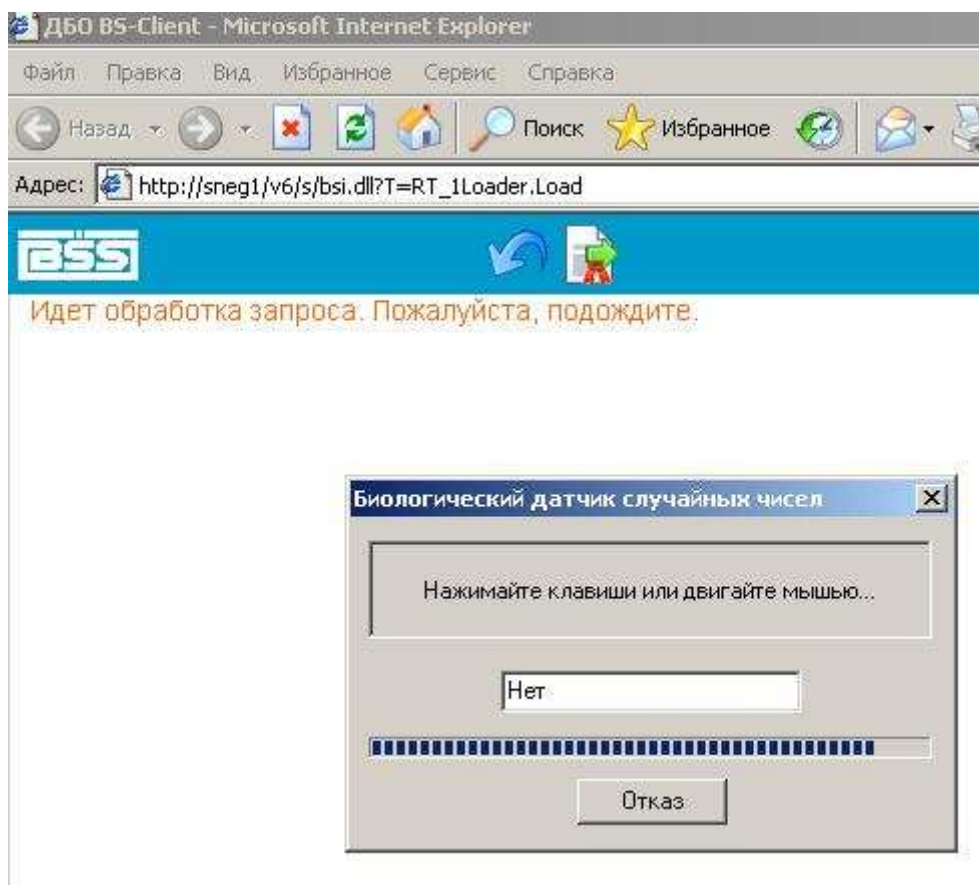 ДБО BS-Client - Microsoft Internet Explorer
Файл Правка Вид Избранное Сервис Справка
Назад Поиск Избранное
Адрес: http://sneg1/v6/s/bsi.dll?T=RT_1Loader.Load
BSS
Идет обработка запроса. Пожалуйста, подождите.
Биологический датчик случайных чисел
Нажимайте клавиши или двигайте мышью...
Нет
Отказ